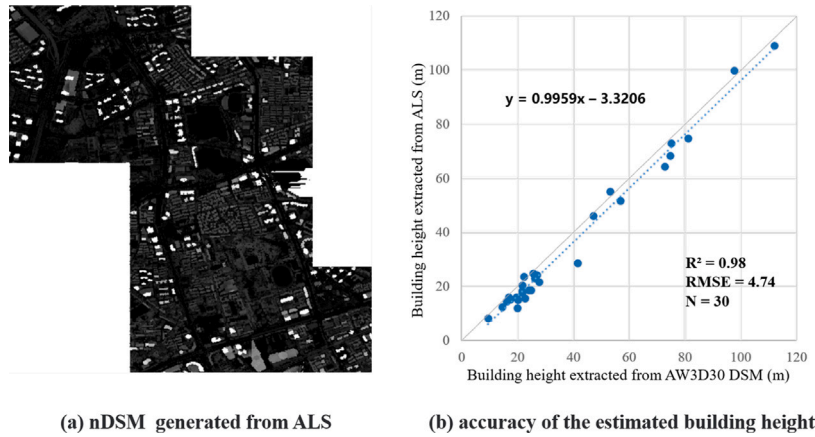 120
100
80
60
40
20
0
0 20 40 60 80 100 120
Building height extracted from ALS (m)
Building height extracted from AW3D30 DSM (m)
y = 0.9959x – 3.3206
R² = 0.98
RMSE = 4.74
N = 30
(a) nDSM generated from ALS
(b) accuracy of the estimated building height